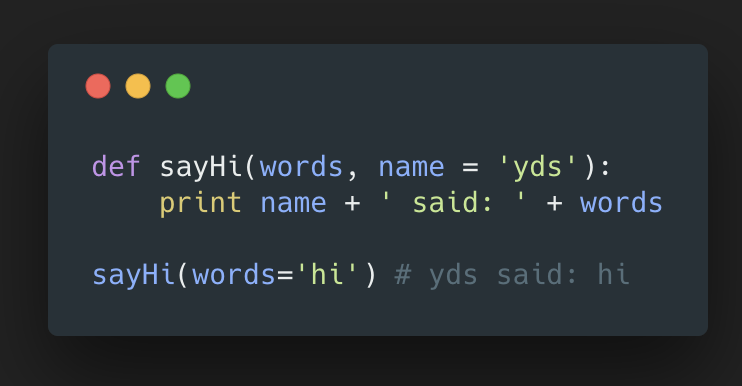 def sayHi(words, name = 'yds'):
    print name + ' said: ' + words
sayHi(words='hi') # yds said: hi